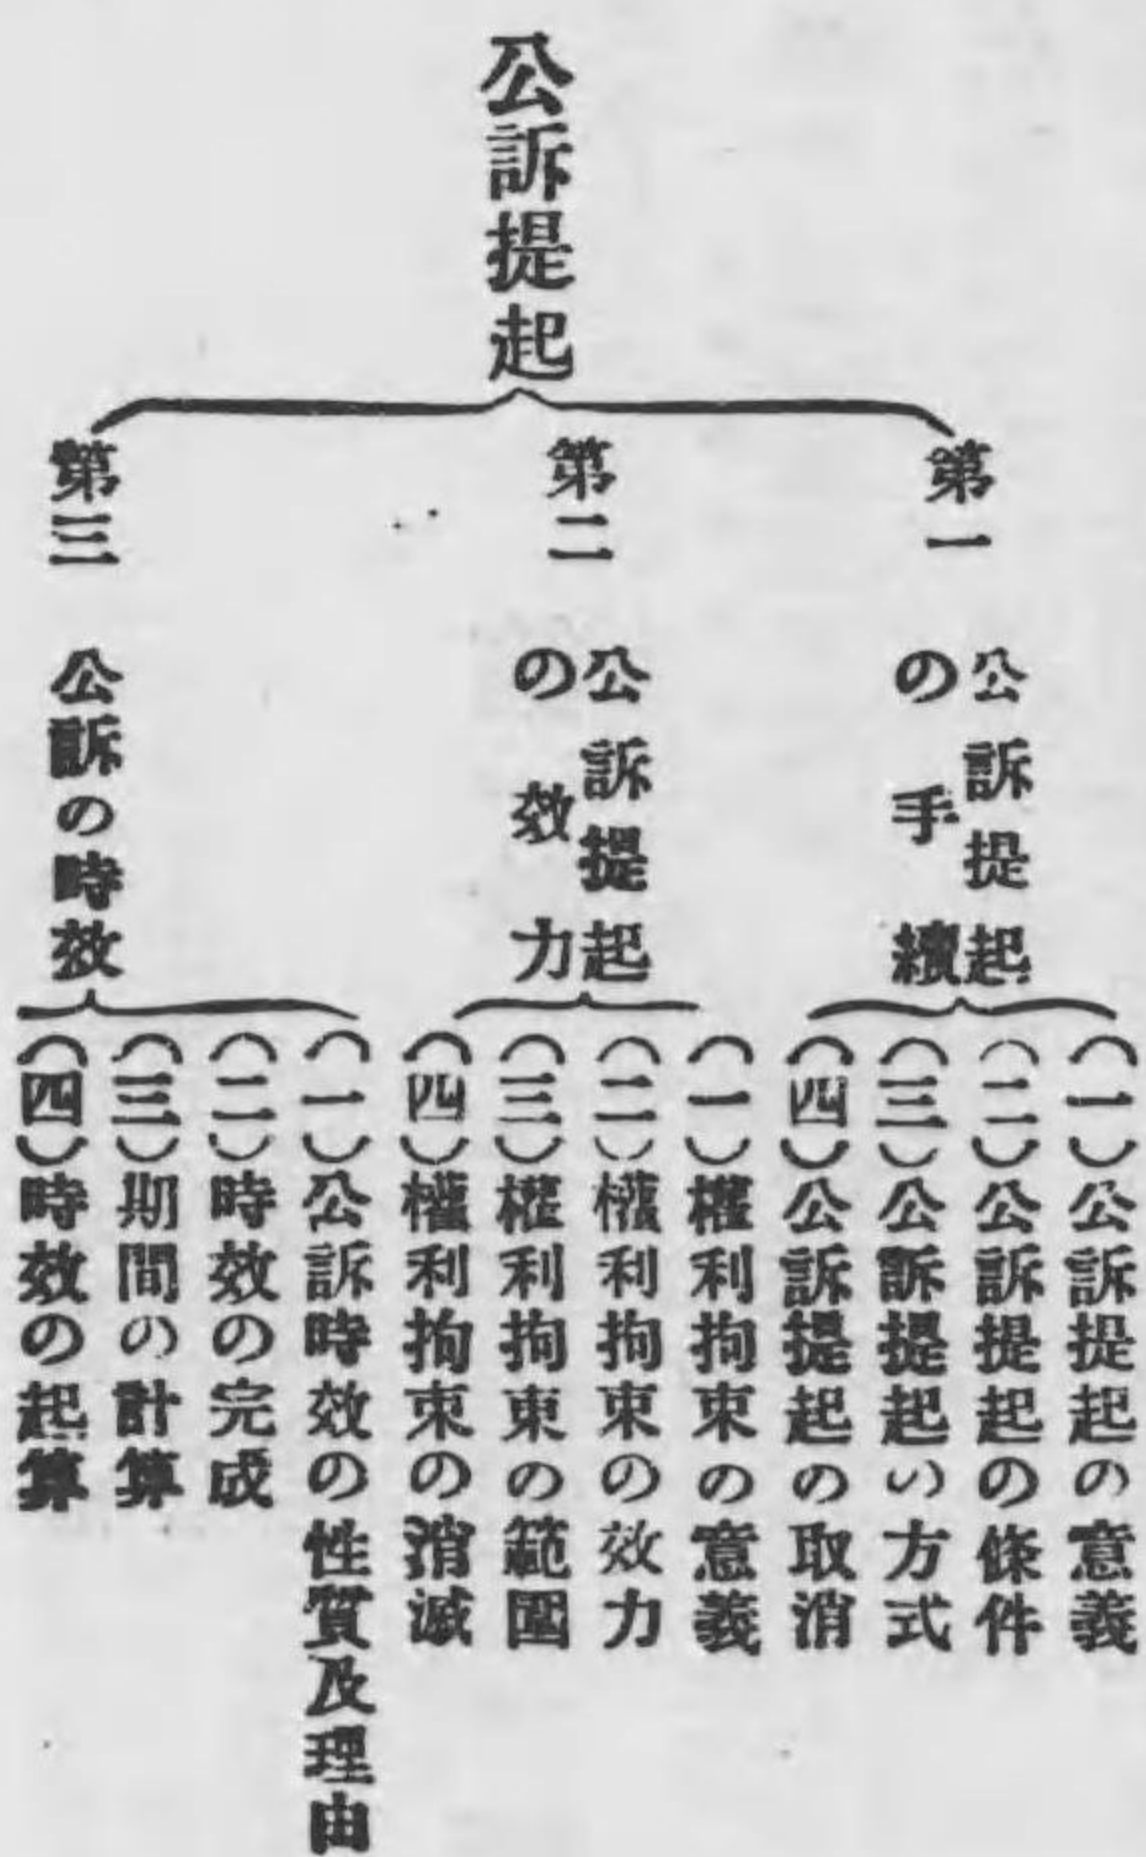 公訴提起
第一 公訴提起
の手續
(一)公訴提起の意義
(二)公訴提起の條件
(三)公訴提起い方式
(四)公訴提起の取消
第二 公訴提起
の效力
(一)權利拘束の意義
(二)權利拘束の效力
(三)權利拘束の範圍
(四)權利拘束の消滅
第三 公訴の時效
(一)公訴時效の性質及理由
(二)時效の完成
(三)期間の計算
(四)時效の起算